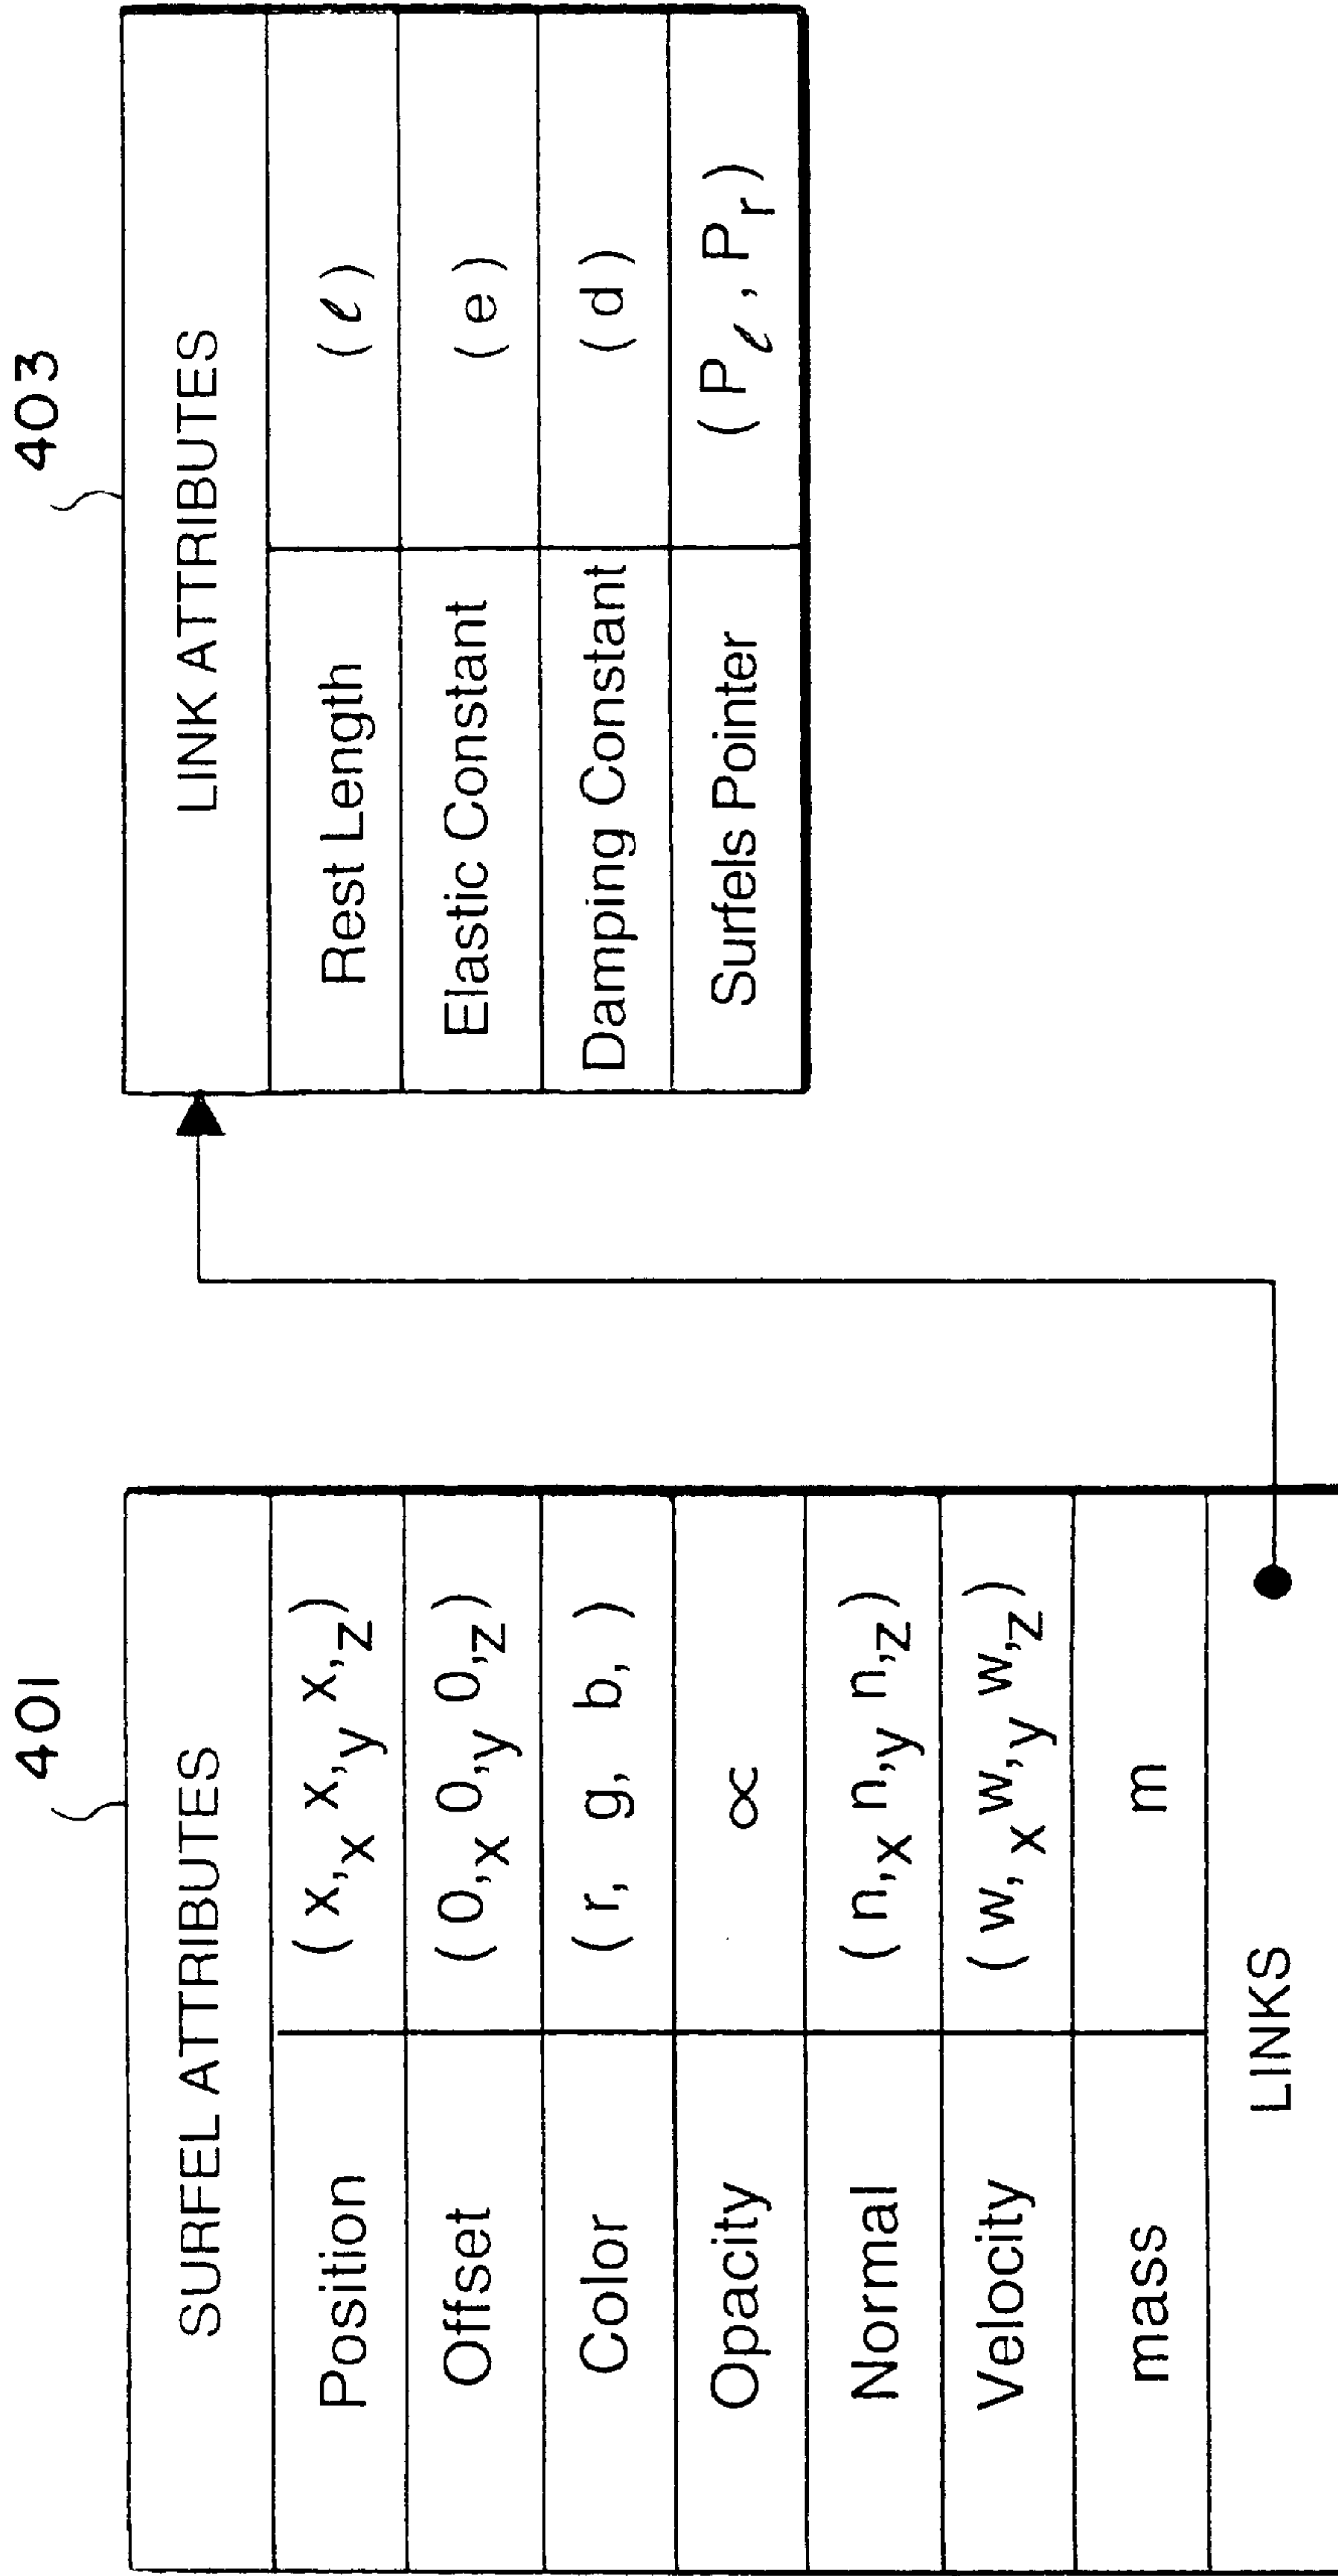 401
SURFEL ATTRIBUTES
Position ( x,x x,y x,z)
Offset ( 0,x 0,y 0,z)
Color ( r, g, b, )
Opacity ∝
Normal ( n,x n,y n,z)
Velocity ( w,x w,y w,z)
mass m
LINKS
403
LINK ATTRIBUTES
Rest Length ( ℓ )
Elastic Constant ( e )
Damping Constant ( d )
Surfels Pointer ( Pℓ , Pr )